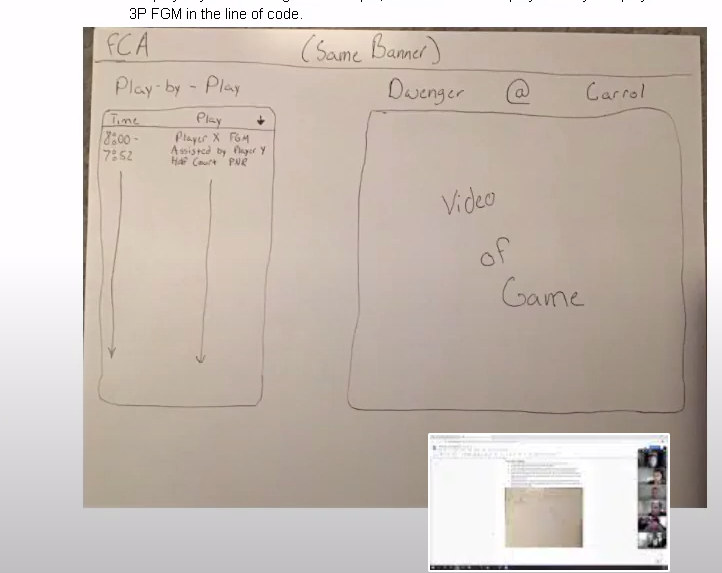 3P FGM in the line of code.
FCA (Same Banner)
Play-by-Play
Dwenger @ Carrol
Time Play
8:00- Player X FGM
7:52 Assisted by Player Y
Half Court PNR
Video
of
Game